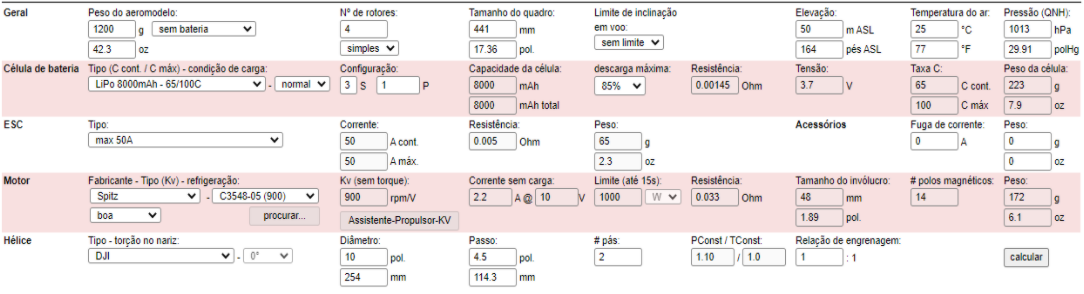 Geral Peso do aeromodelo: Nº de rotores: Tamanho do quadro: Limite de inclinação Elevação: Temperatura do ar: Pressão (QNH):
1200 g sem bateria 4 441 mm em voo: 50 m ASL 25 °C 1013 hPa
42.3 oz simples 17.36 pol. sem limite 164 pés ASL 77 °F 29.91 polHg
Célula de bateria Tipo (C cont. / C máx) - condição de carga: Configuração: Capacidade da célula: descarga máxima: Resistência: Tensão: Taxa C: Peso da célula:
LiPo 8000mAh - 65/100C - normal 3 S 1 P 8000 mAh 85% 0.00145 Ohm 3.7 V 65 C cont. 223 g
8000 mAh total 100 C máx 7.9 oz
ESC Tipo: Corrente: Resistência: Peso: Acessórios Fuga de corrente: Peso:
max 50A 50 A cont. 0.005 Ohm 65 g 0 A 0 g
50 A máx. 2.3 oz 0 oz
Motor Fabricante - Tipo (Kv) - refrigeração: Kv (sem torque): Corrente sem carga: Limite (até 15s): Resistência: Tamanho do invólucro: # polos magnéticos: Peso:
Spitz - C3548-05 (900) 900 rpm/V 2.2 A @ 10 V 1000 W 0.033 Ohm 48 mm 14 172 g
boa procurar... Assistente-Propulsor-KV 1.89 pol. 6.1 oz
Hélice Tipo - torção no nariz: Diâmetro: Passo: # pás: PConst / TConst: Relação de engrenagem:
DJI - 0° 10 pol. 4.5 pol. 2 1.10 / 1.0 1 : 1 calcular
254 mm 114.3 mm